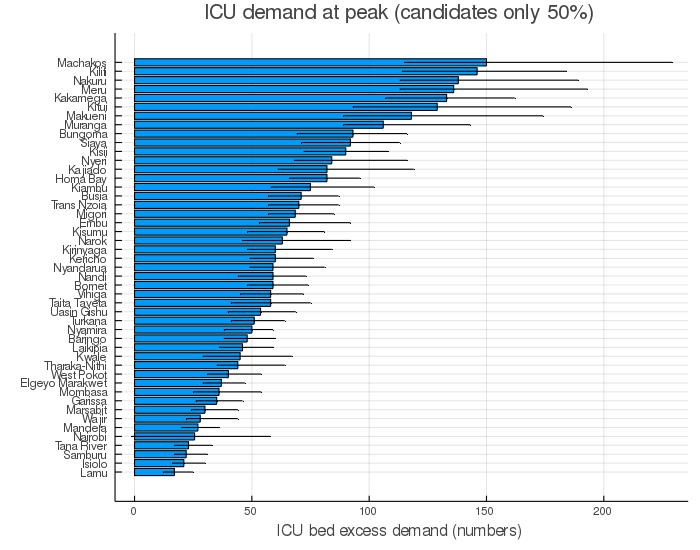 ICU demand at peak (candidates only 50%)
Machakos
Kilifi
Nakuru
Meru
Kakamega
Kitui
Makueni
Muranga
Bungoma
Siaya
Kisii
Nyeri
Kajiado
Homa Bay
Kiambu
Busia
Trans Nzoia
Migori
Embu
Kisumu
Narok
Kirinyaga
Kericho
Nyandarua
Nandi
Bomet
Vihiga
Taita Taveta
Uasin Gishu
Turkana
Nyamira
Baringo
Laikipia
Kwale
Tharaka-Nithi
West Pokot
Elgeyo Marakwet
Mombasa
Garissa
Marsabit
Wajir
Mandera
Nairobi
Tana River
Samburu
Isiolo
Lamu
0 50 100 150 200
ICU bed excess demand (numbers)